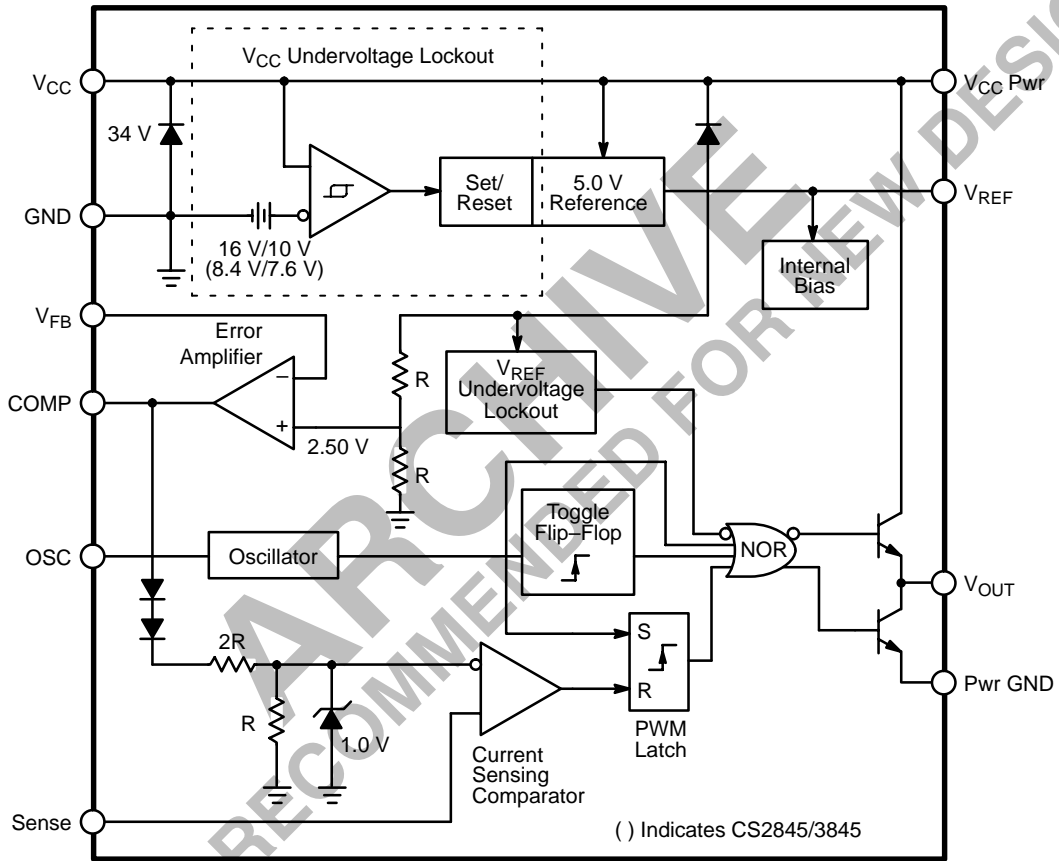 V_CC Undervoltage Lockout
V_CC
V_CC Pwr
34 V
Set/
Reset
5.0 V
Reference
V_REF
GND
16 V/10 V
(8.4 V/7.6 V)
Internal
Bias
V_FB
Error
Amplifier
−
+
COMP
2.50 V
R
R
V_REF
Undervoltage
Lockout
Toggle
Flip–Flop
NOR
OSC
Oscillator
V_OUT
2R
R
1.0 V
S
R
PWM
Latch
Pwr GND
Current
Sensing
Comparator
Sense
( ) Indicates CS2845/3845
ARCHIVE
RECOMMENDED FOR NEW DESIG